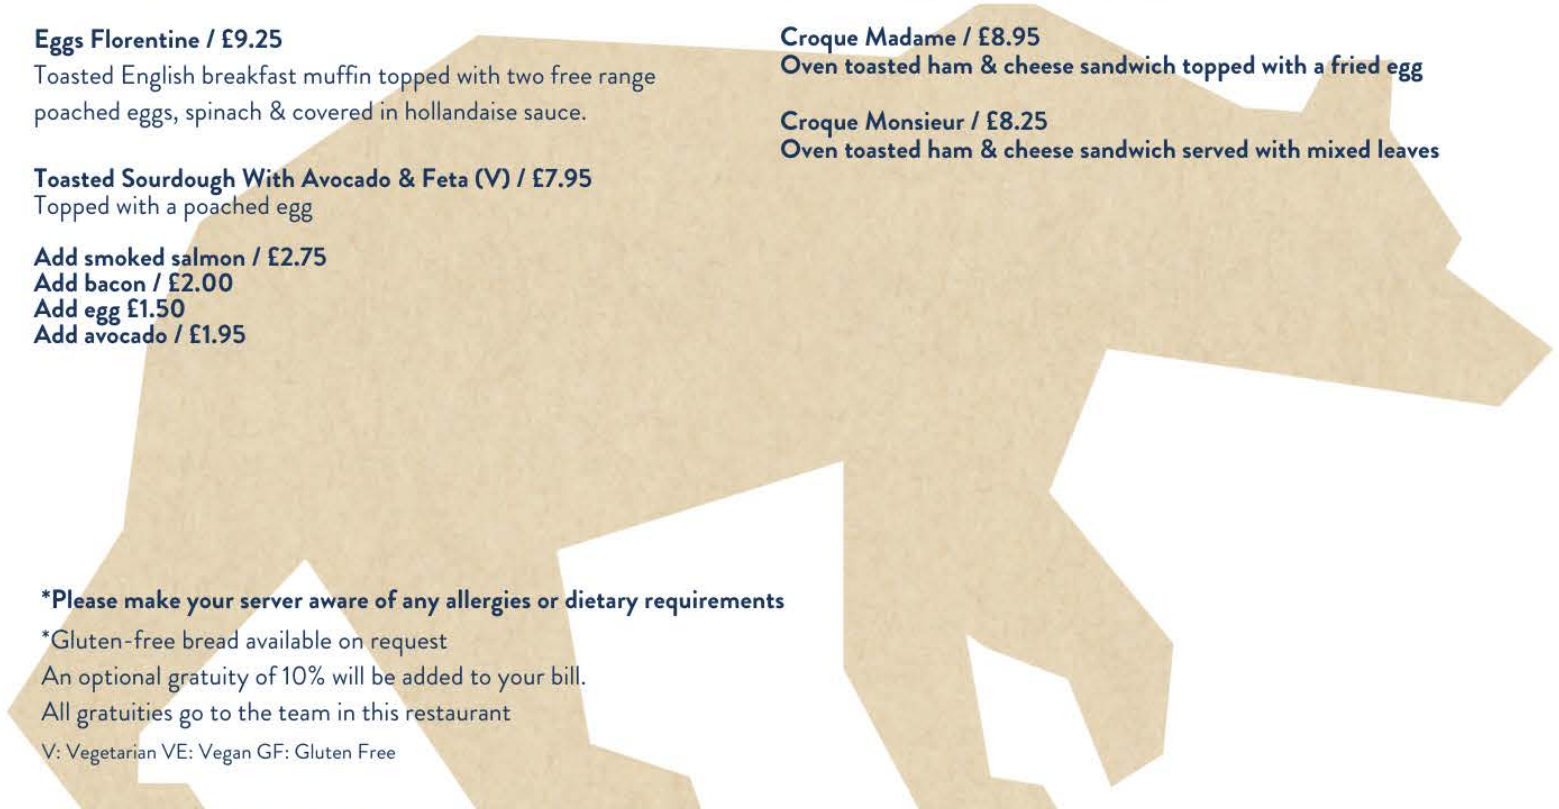 Eggs Florentine / £9.25
Toasted English breakfast muffin topped with two free range
poached eggs, spinach & covered in hollandaise sauce.
Toasted Sourdough With Avocado & Feta (V) / £7.95
Topped with a poached egg
Add smoked salmon / £2.75
Add bacon / £2.00
Add egg £1.50
Add avocado / £1.95
Croque Madame / £8.95
Oven toasted ham & cheese sandwich topped with a fried egg
Croque Monsieur / £8.25
Oven toasted ham & cheese sandwich served with mixed leaves
*Please make your server aware of any allergies or dietary requirements
*Gluten-free bread available on request
An optional gratuity of 10% will be added to your bill.
All gratuities go to the team in this restaurant
V: Vegetarian VE: Vegan GF: Gluten Free